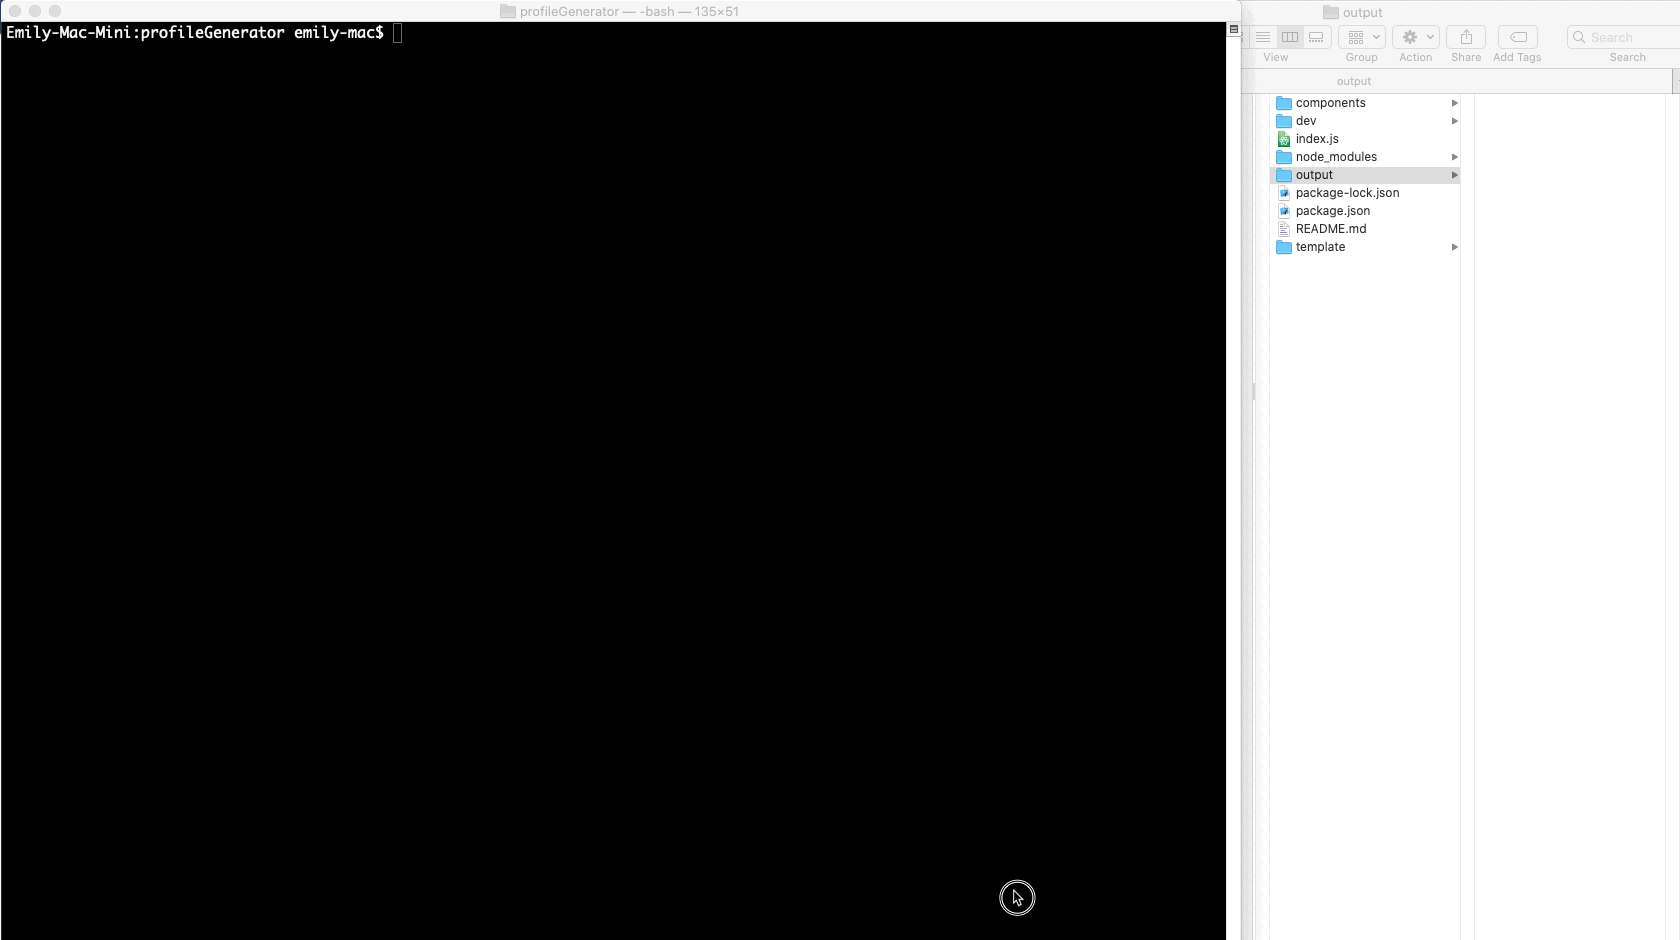 profileGenerator — -bash — 135×51
Emily-Mac-Mini:profileGenerator emily-mac$
output
Search
View
Group
Action
Share
Add Tags
Search
output
components
dev
index.js
node_modules
output
package-lock.json
package.json
README.md
template